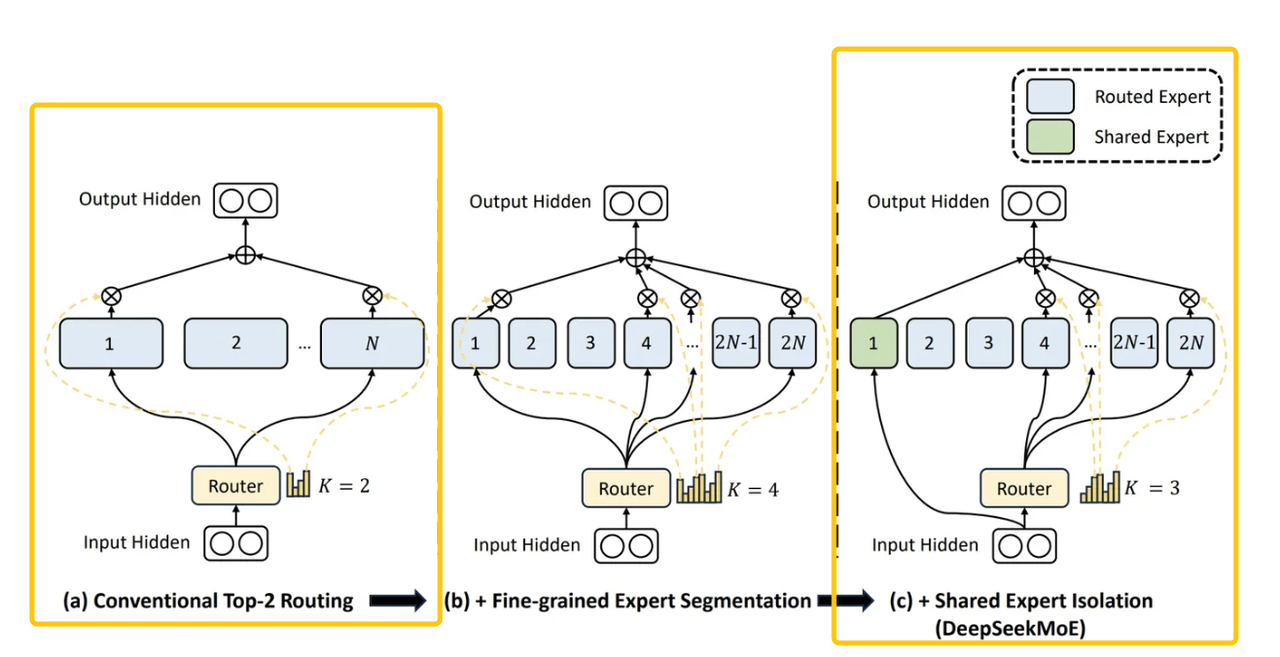 Routed Expert
Shared Expert
Output Hidden
1
2
...
N
Router
K = 2
Input Hidden
(a) Conventional Top-2 Routing
Output Hidden
1
2
3
4
...
2N-1
2N
Router
K = 4
Input Hidden
(b) + Fine-grained Expert Segmentation
Output Hidden
1
2
3
4
...
2N-1
2N
Router
K = 3
Input Hidden
(c) + Shared Expert Isolation
(DeepSeekMoE)